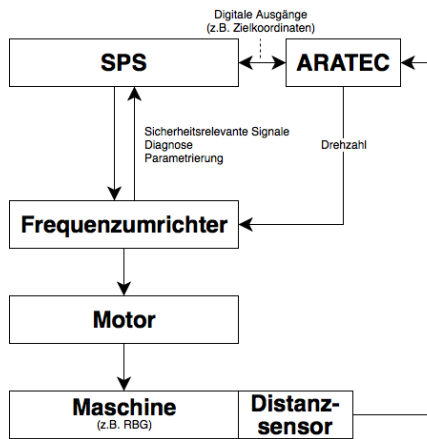 Digitale Ausgänge
(z.B. Zielkoordinaten)
SPS
ARATEC
Sicherheitsrelevante Signale
Diagnose
Parametrierung
Drehzahl
Frequenzumrichter
Motor
Maschine
(z.B. RBG)
Distanz-
sensor